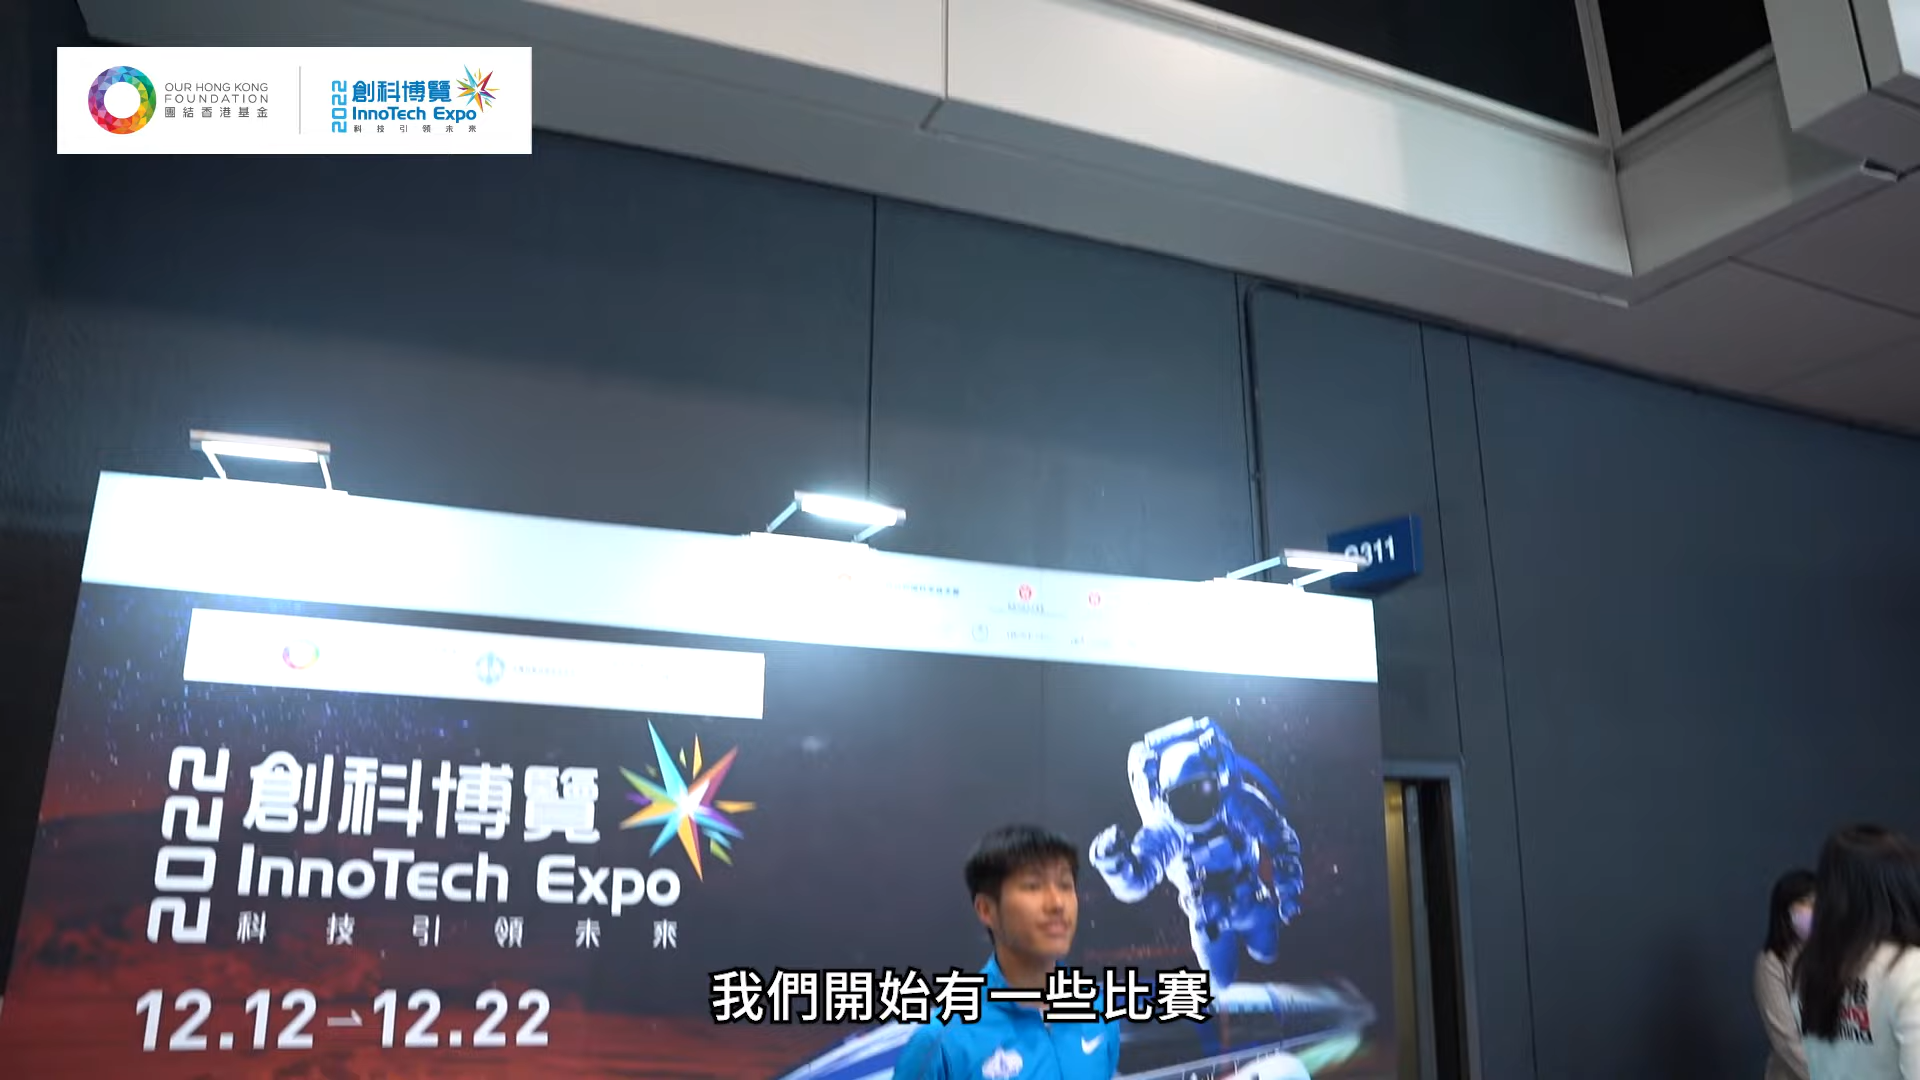 OUR HONG KONG
FOUNDATION
團結香港基金
2022
創科博覽
InnoTech Expo
科技引領未來
311
2022
創科博覽
InnoTech Expo
科技引領未來
12.12—12.22
我們開始有一些比賽